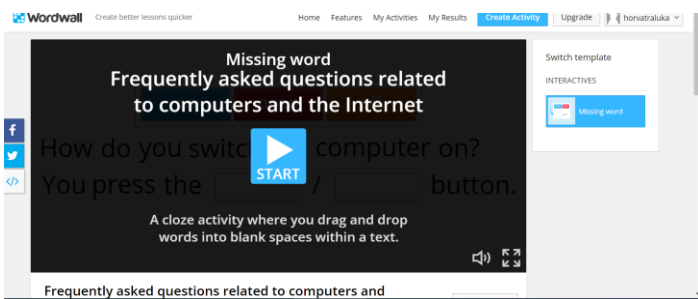 Wordwall Create better lessons quicker Home Features My Activities My Results Create Activity Upgrade horvatraluka
Missing word
Frequently asked questions related
to computers and the Internet
How do you switch computer on?
START
You press the / button.
A cloze activity where you drag and drop
words into blank spaces within a text.
Switch template
INTERACTIVES
Missing word
f
</>
Frequently asked questions related to computers and